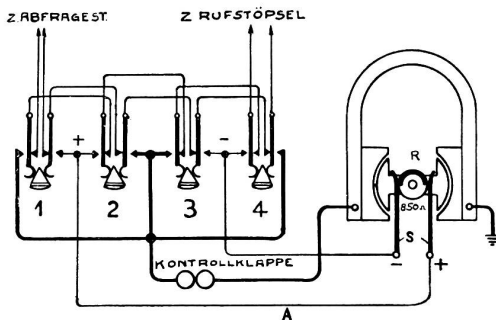 Z. ABFRAGEST.
Z RUFSTÖPSEL
+
-
1 2 3 4
R
850Ω
S
- +
KONTROLLKLAPPE
A